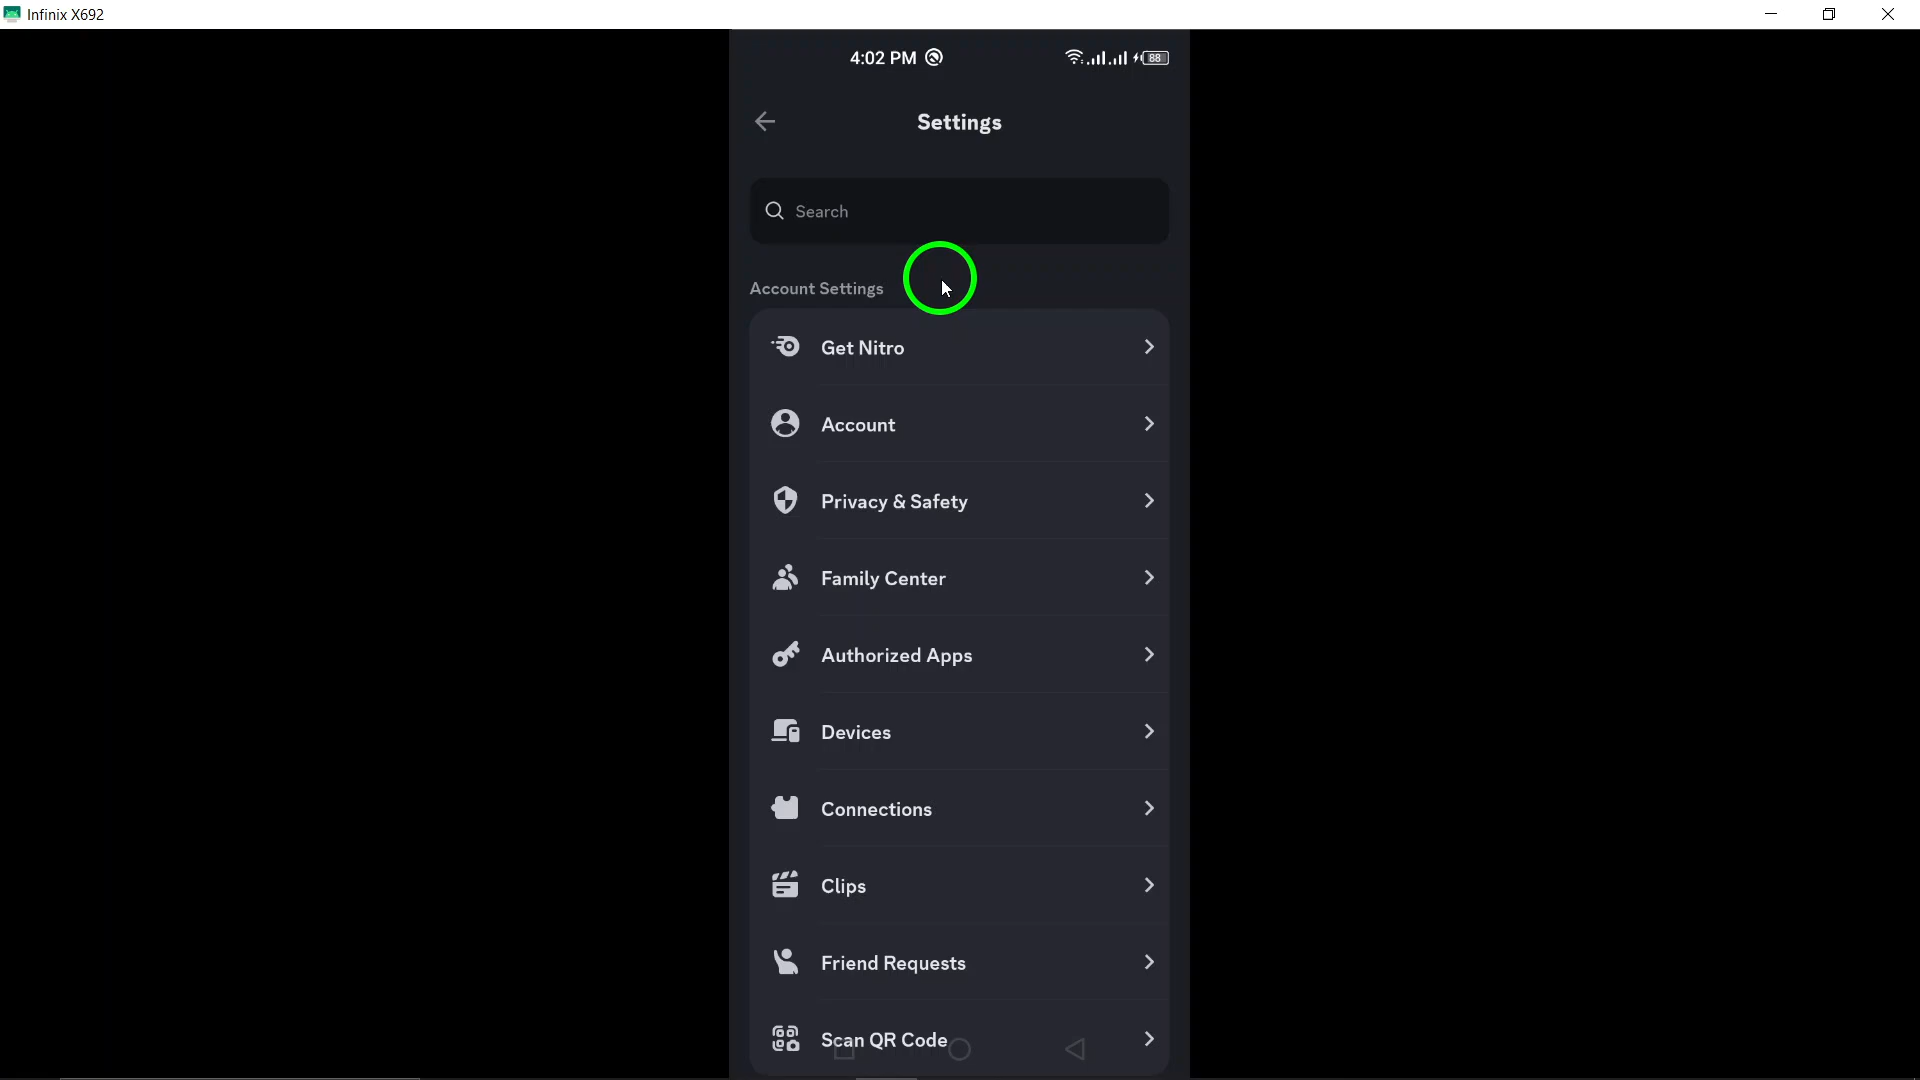 Infinix X692
4:02 PM
88
Settings
Search
Account Settings
Get Nitro
Account
Privacy & Safety
Family Center
Authorized Apps
Devices
Connections
Clips
Friend Requests
Scan QR Code